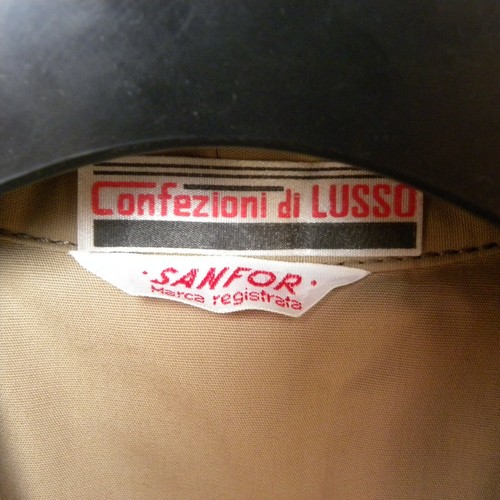 Confezioni di LUSSO
·SANFOR·
Marca registrata